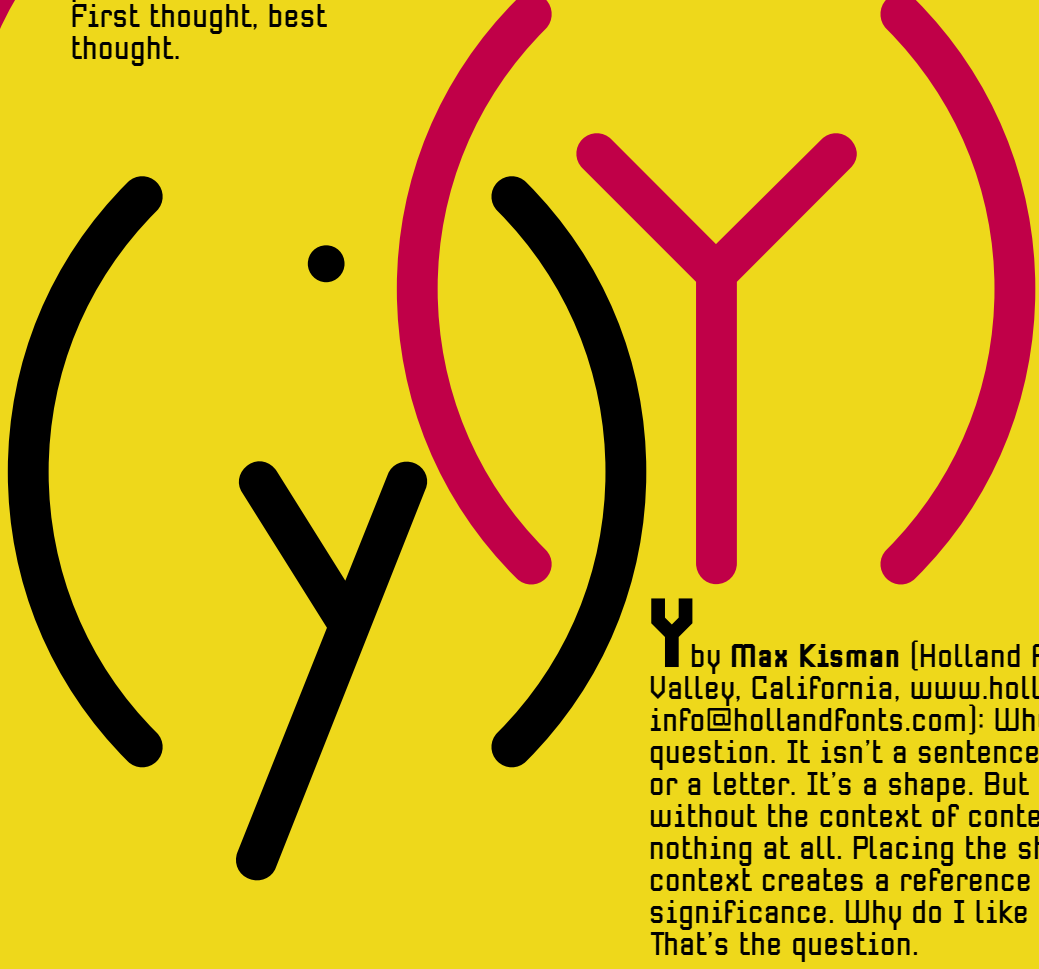 First thought, best
thought.
(Y)
(ẏ)
Y by Max Kisman (Holland
Valley, California, www.holl
info@hollandfonts.com): Wh
question. It isn't a sentence
or a letter. It's a shape. But
without the context of conte
nothing at all. Placing the sh
context creates a reference
significance. Why do I like
That's the question.